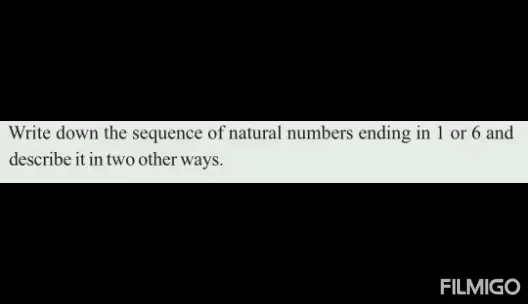 Write down the sequence of natural numbers ending in 1 or 6 and
describe it in two other ways.
FILMIGO